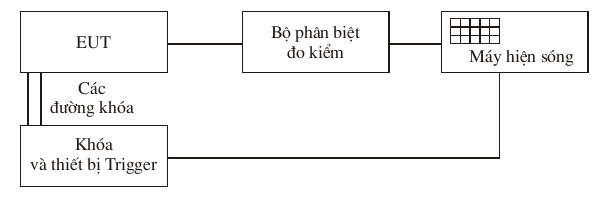 EUT
Bộ phân biệt
đo kiểm
Máy hiện sóng
Các
đường khóa
Khóa
và thiết bị Trigger